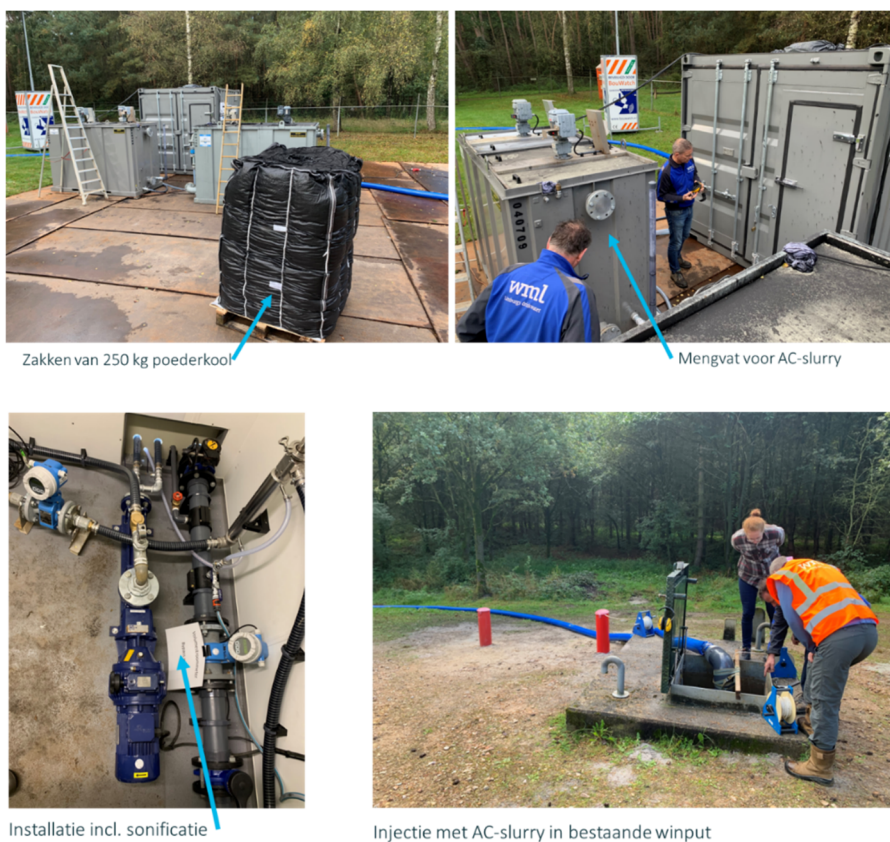 Zakken van 250 kg poederkool
wml
040709
Mengvat voor AC-slurry
Installatie incl. sonificatie
Injectie met AC-slurry in bestaande winput